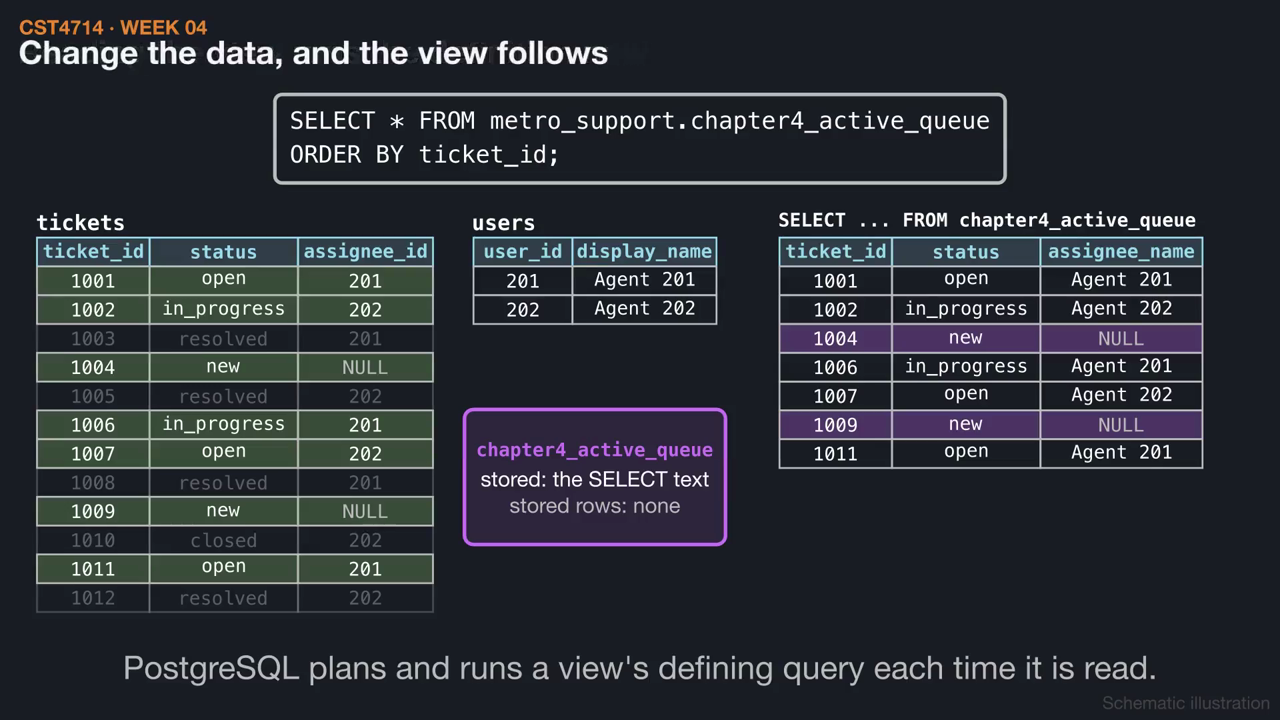 CST4714 · WEEK 04
Change the data, and the view follows
SELECT * FROM metro_support.chapter4_active_queue
ORDER BY ticket_id;
tickets
ticket_id status assignee_id
1001 open 201
1002 in_progress 202
1003 resolved 201
1004 new NULL
1005 resolved 202
1006 in_progress 201
1007 open 202
1008 resolved 201
1009 new NULL
1010 closed 202
1011 open 201
1012 resolved 202
users
user_id display_name
201 Agent 201
202 Agent 202
chapter4_active_queue
stored: the SELECT text
stored rows: none
SELECT ... FROM chapter4_active_queue
ticket_id status assignee_name
1001 open Agent 201
1002 in_progress Agent 202
1004 new NULL
1006 in_progress Agent 201
1007 open Agent 202
1009 new NULL
1011 open Agent 201
PostgreSQL plans and runs a view's defining query each time it is read.
Schematic illustration